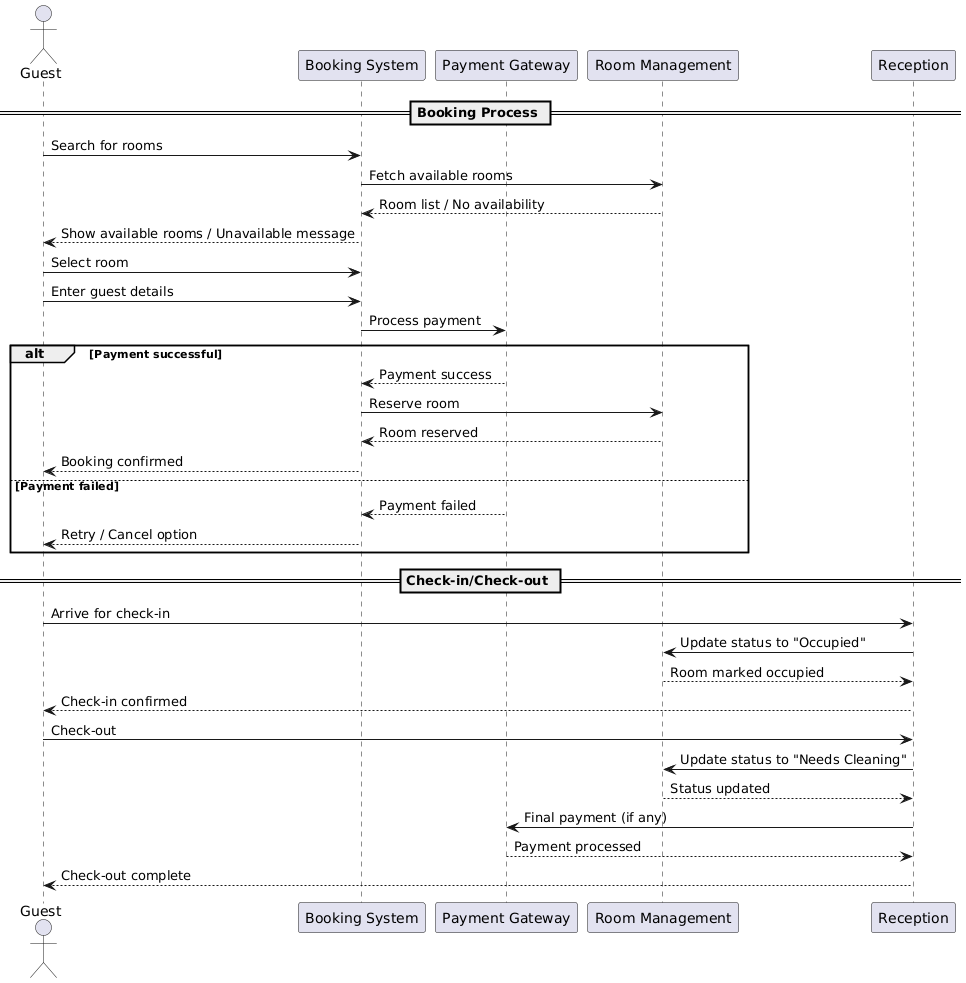 Guest
Booking System Payment Gateway Room Management Reception
Booking Process
Search for rooms
Fetch available rooms
Room list / No availability
Show available rooms / Unavailable message
Select room
Enter guest details
Process payment
alt [Payment successful]
Payment success
Reserve room
Room reserved
Booking confirmed
[Payment failed]
Payment failed
Retry / Cancel option
Check-in/Check-out
Arrive for check-in
Update status to "Occupied"
Room marked occupied
Check-in confirmed
Check-out
Update status to "Needs Cleaning"
Status updated
Final payment (if any)
Payment processed
Check-out complete
Guest
Booking System Payment Gateway Room Management Reception